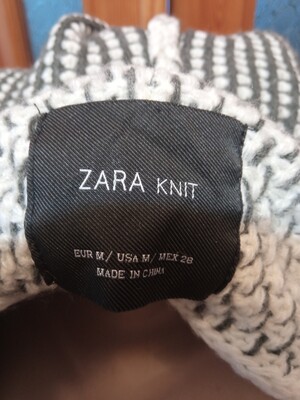 ZARA KNIT
EUR M/ USA M/ MEX 28
MADE IN CHINA